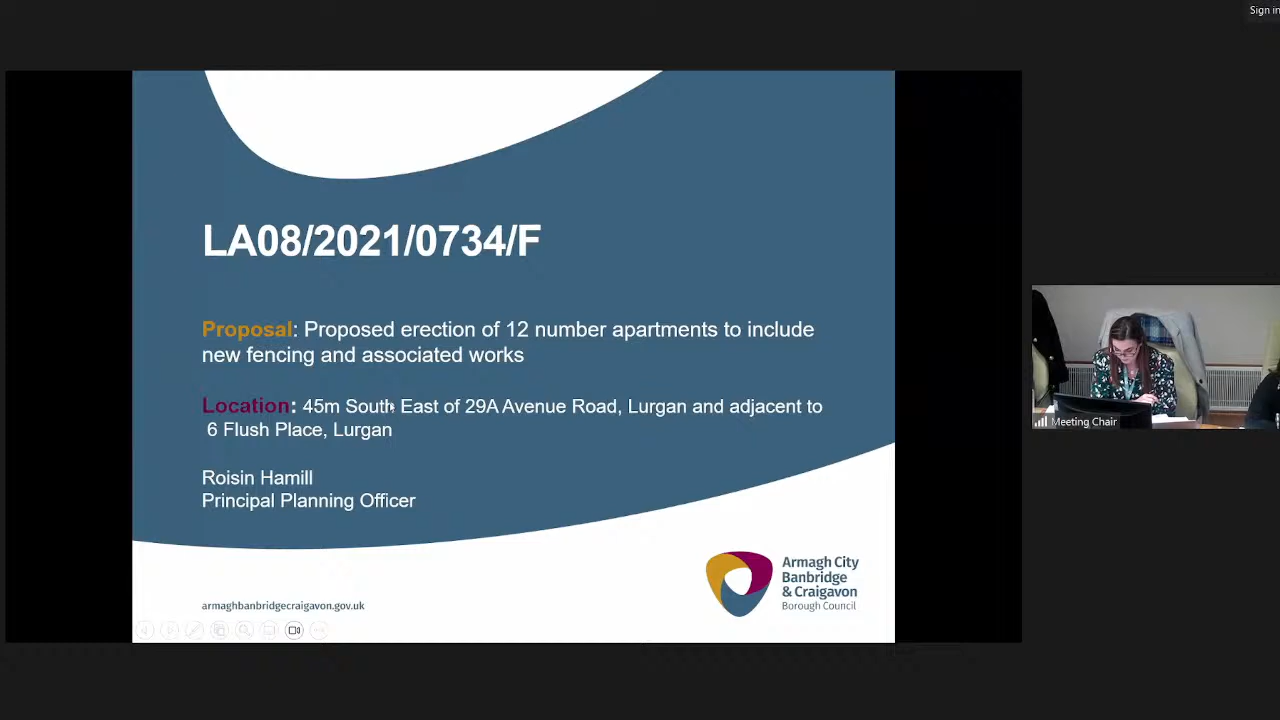 Sign in
LA08/2021/0734/F
Proposal: Proposed erection of 12 number apartments to include
new fencing and associated works
Location: 45m South East of 29A Avenue Road, Lurgan and adjacent to
6 Flush Place, Lurgan
Roisin Hamill
Principal Planning Officer
Armagh City
Banbridge
& Craigavon
Borough Council
armaghbanbridgecraigavon.gov.uk
Meeting Chair